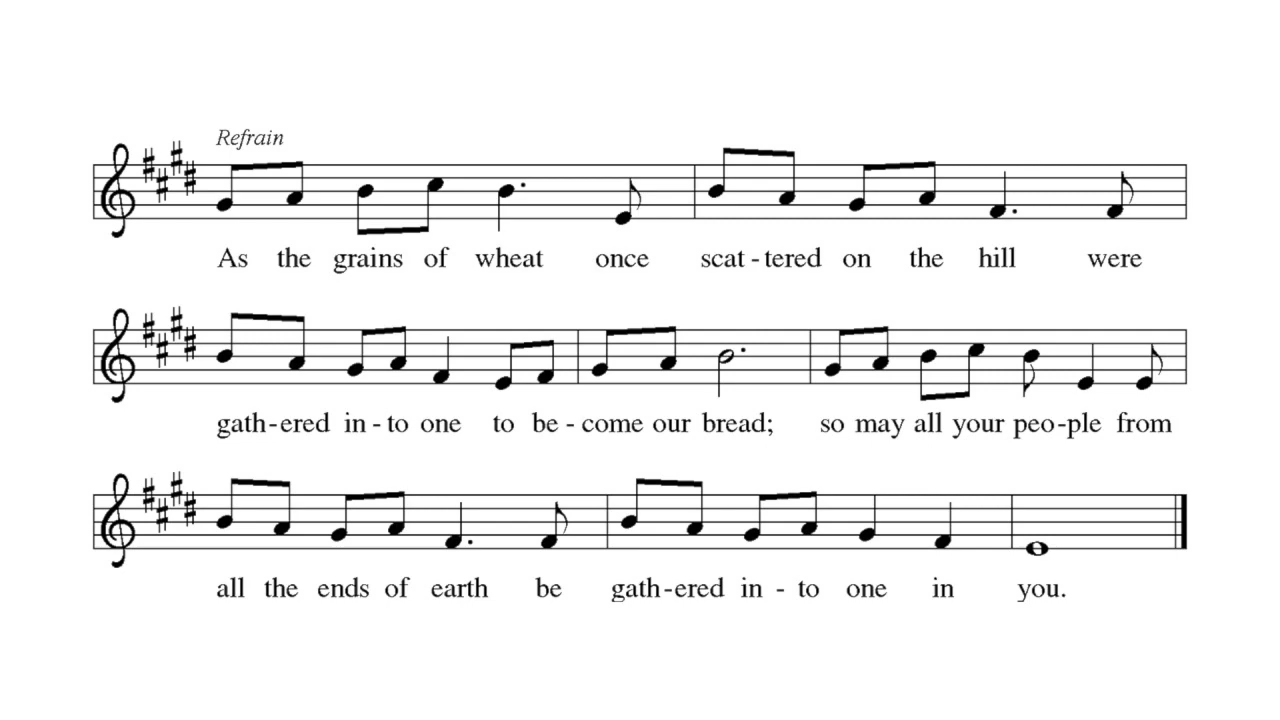 Refrain
As the grains of wheat once scat - tered on the hill were
gath-ered in - to one to be - come our bread; so may all your peo-ple from
all the ends of earth be gath-ered in - to one in you.